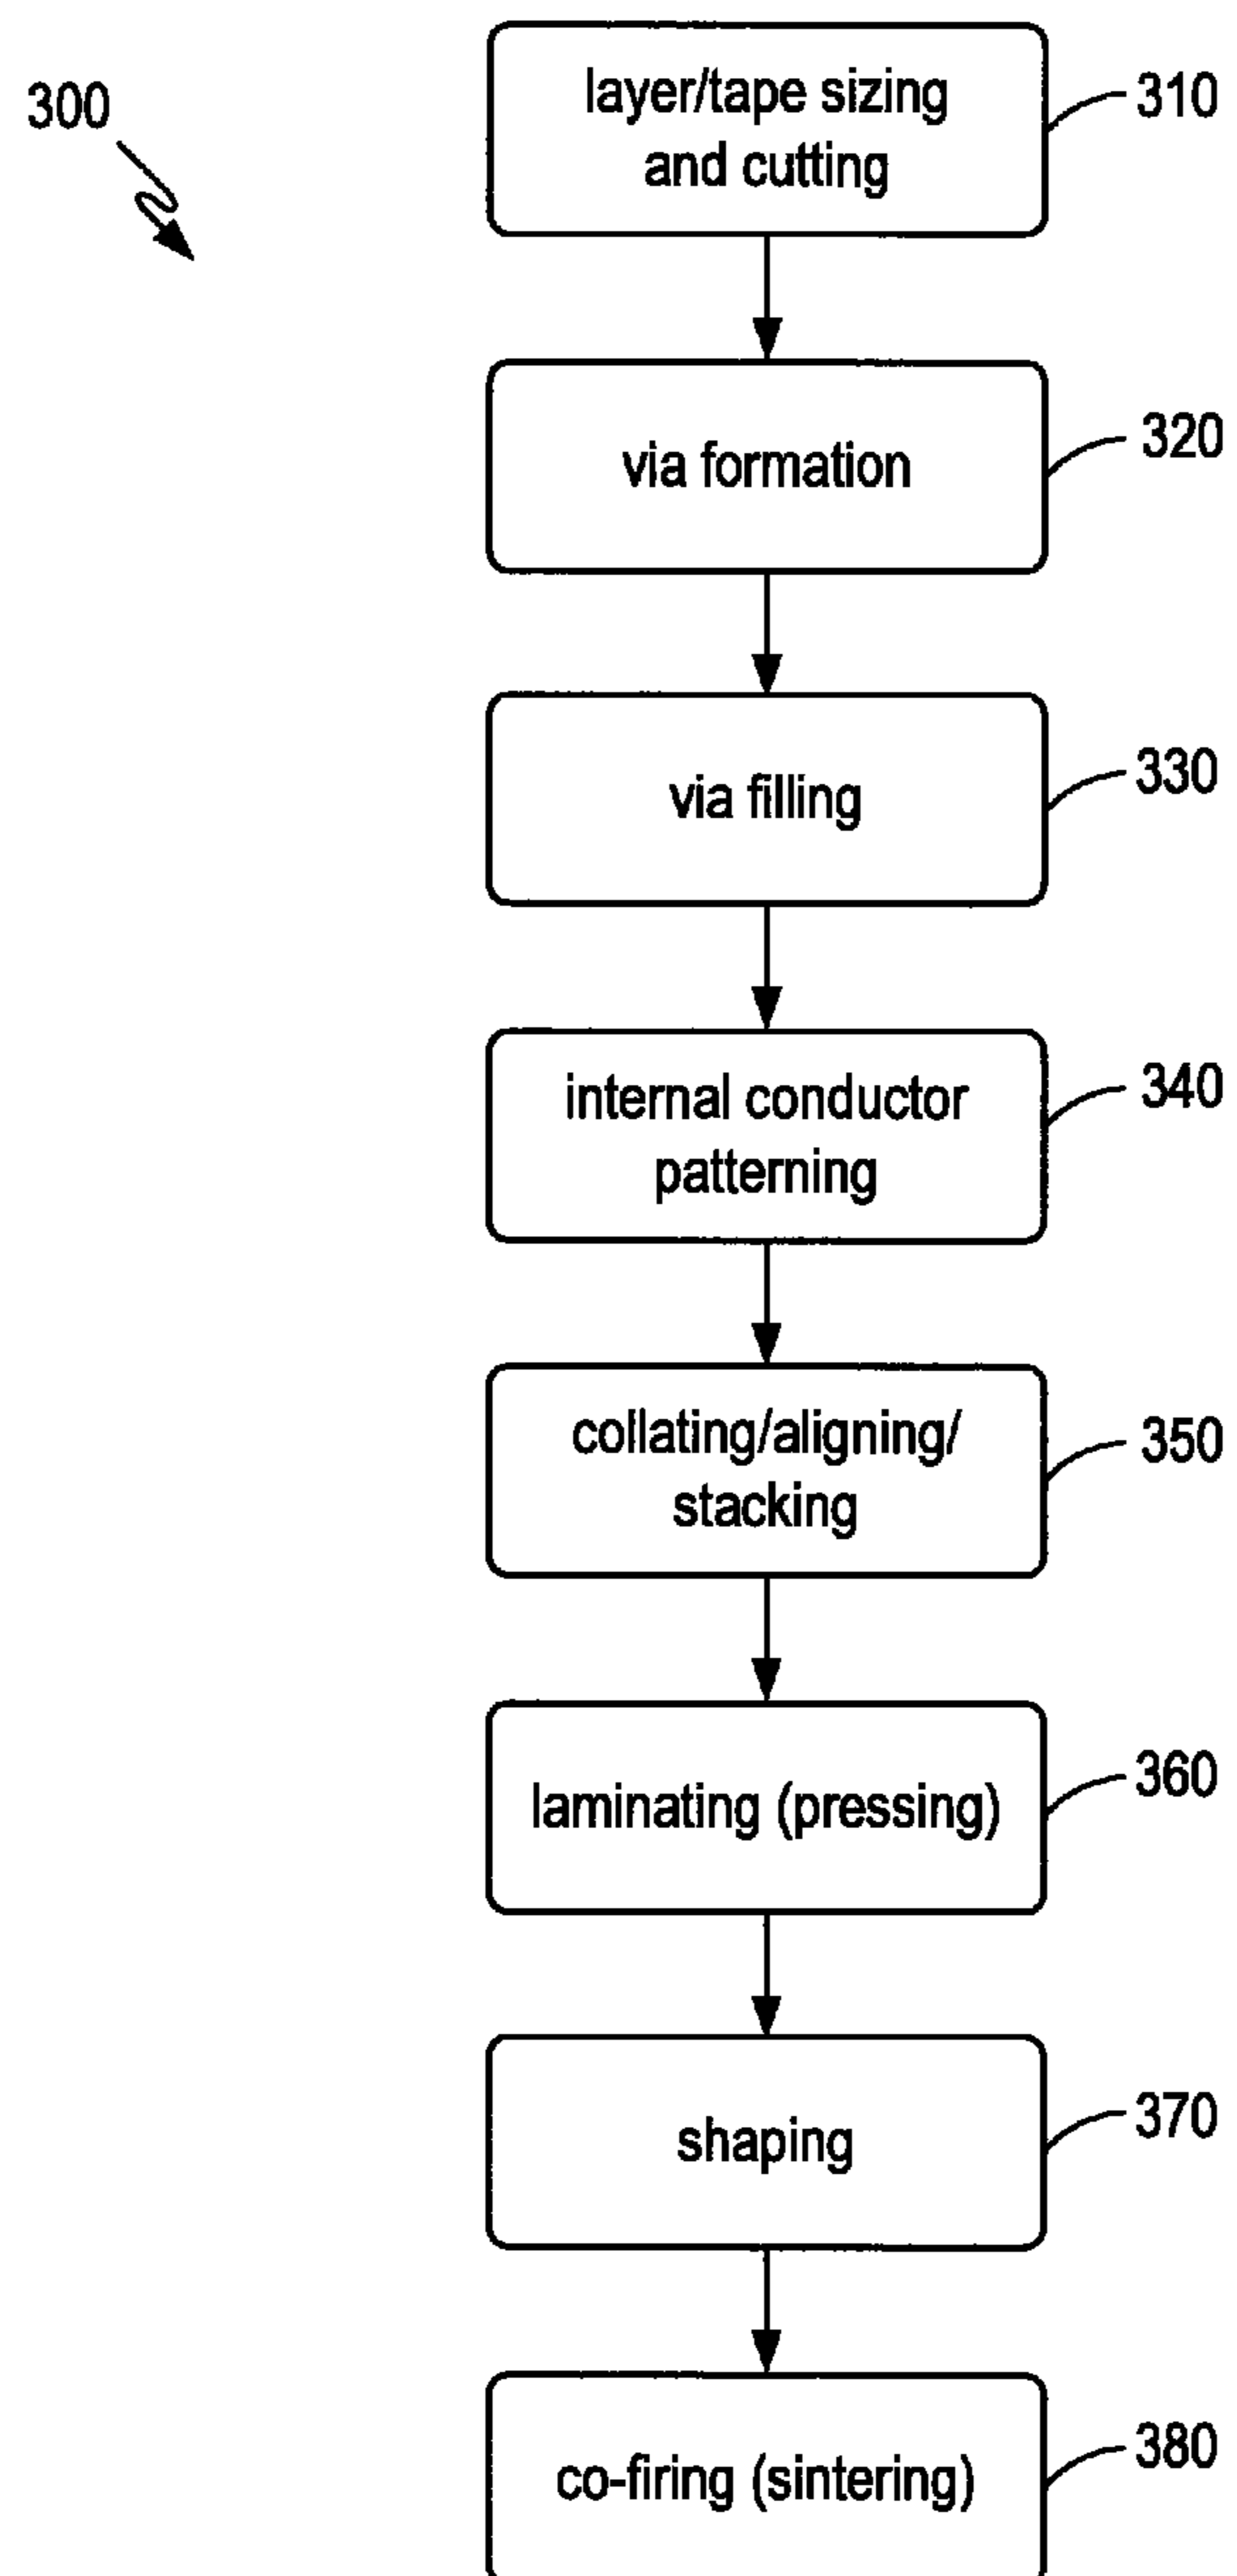 300
layer/tape sizing
and cutting
310
via formation
320
via filling
330
internal conductor
patterning
340
collating/aligning/
stacking
350
laminating (pressing)
360
shaping
370
co-firing (sintering)
380